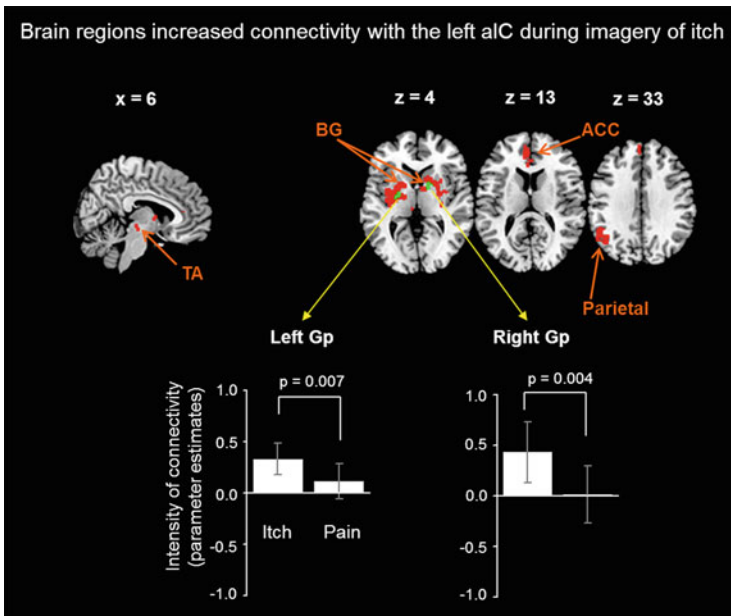 Brain regions increased connectivity with the left aIC during imagery of itch
x = 6
z = 4
z = 13
z = 33
BG
ACC
TA
Parietal
Left Gp
Right Gp
Intensity of connectivity
(parameter estimates)
1.0
0.5
0.0
-0.5
-1.0
p = 0.007
Itch
Pain
1.0
0.5
0.0
-0.5
-1.0
p = 0.004